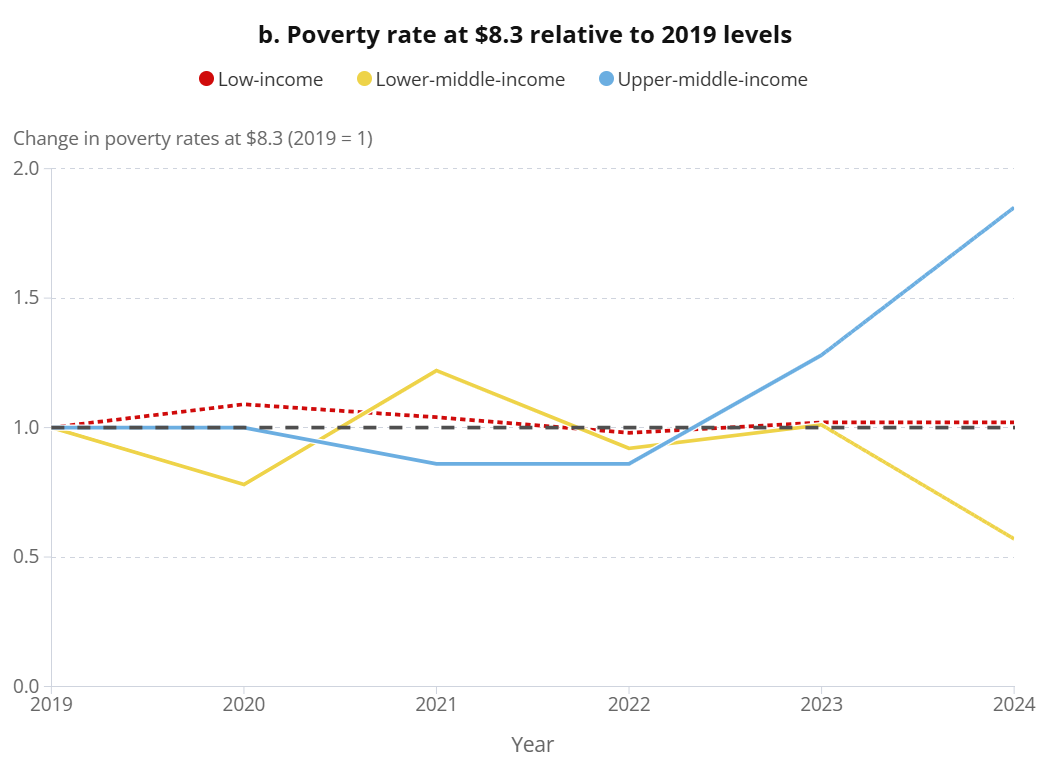 b. Poverty rate at $8.3 relative to 2019 levels
Low-income Lower-middle-income Upper-middle-income
Change in poverty rates at $8.3 (2019 = 1)
2.0
1.5
1.0
0.5
0.0
2019 2020 2021 2022 2023 2024
Year